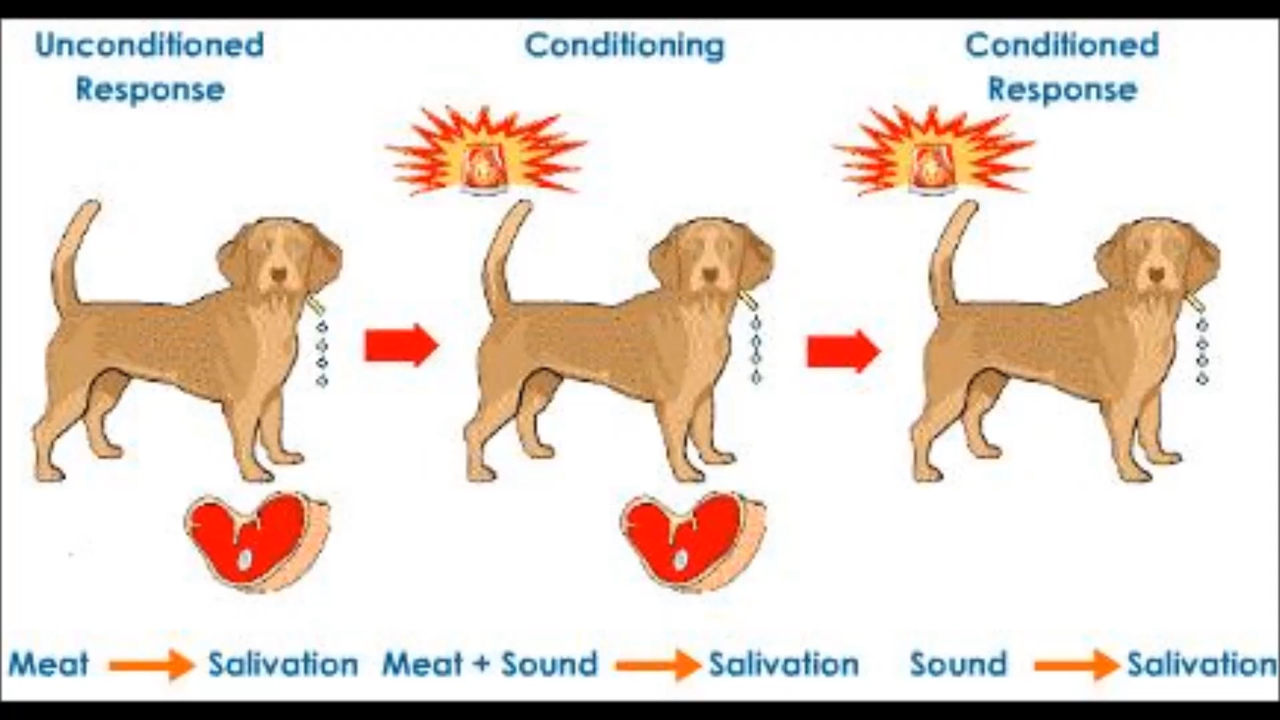 Unconditioned
Response
Conditioning
Conditioned
Response
Meat Salivation
Meat + Sound Salivation
Sound Salivation